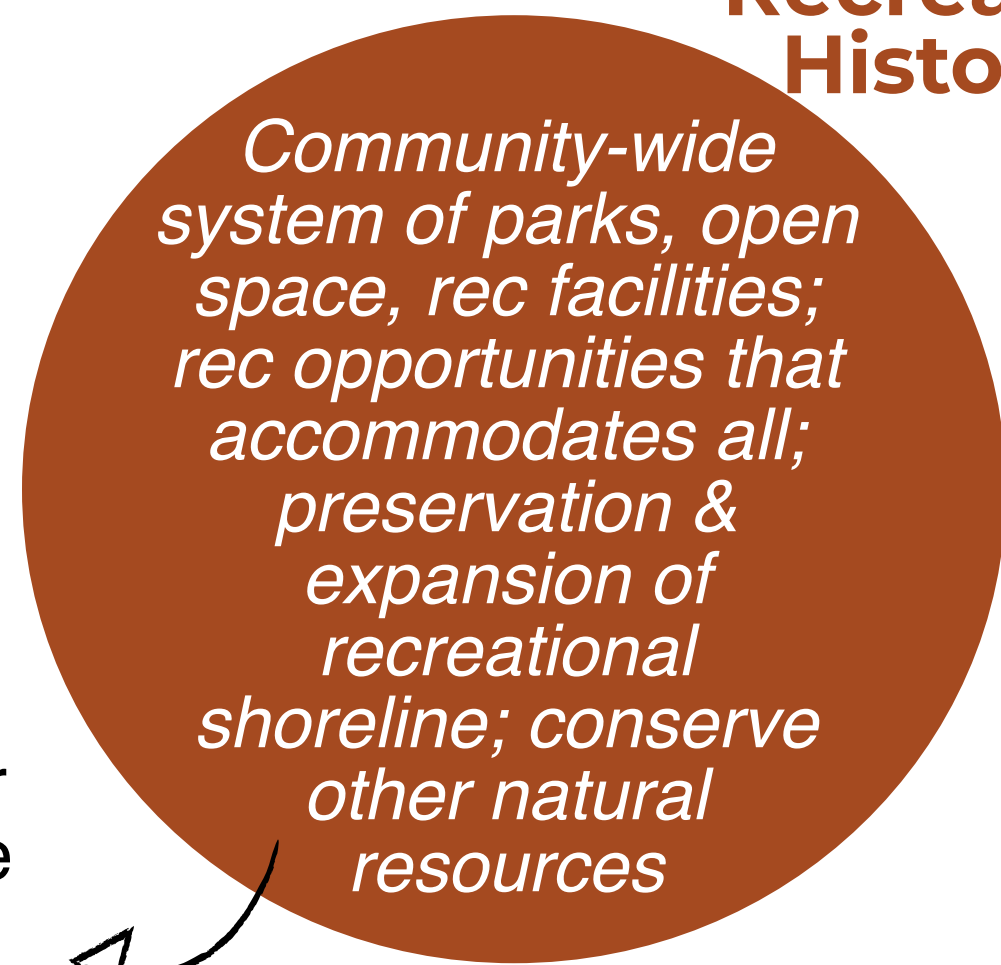 Histo
Community-wide
system of parks, open
space, rec facilities;
rec opportunities that
accommodates all;
preservation &
expansion of
recreational
shoreline; conserve
other natural
resources